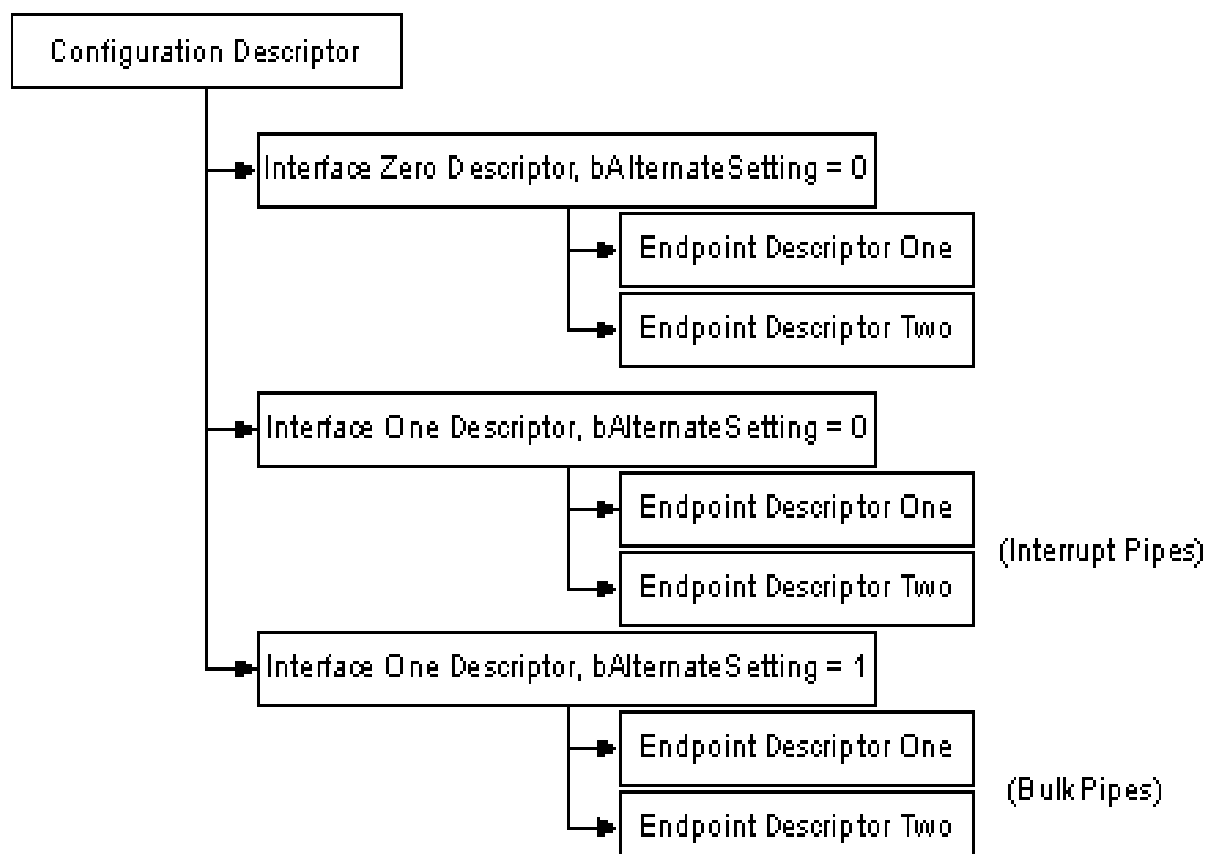 Configuration Descriptor
Interface Zero Descriptor, bAlternateSetting = 0
Endpoint Descriptor One
Endpoint Descriptor Two
Interface One Descriptor, bAlternateSetting = 0
Endpoint Descriptor One
(Interrupt Pipes)
Endpoint Descriptor Two
Interface One Descriptor, bAlternateSetting = 1
Endpoint Descriptor One
(Bulk Pipes)
Endpoint Descriptor Two